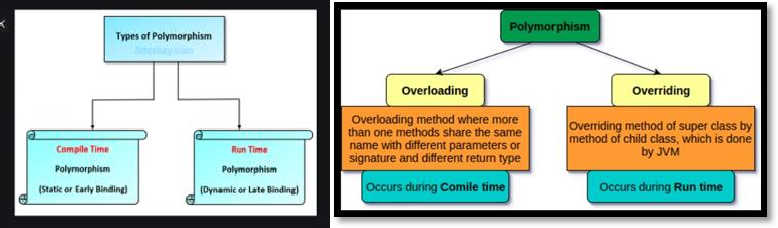 Types of Polymorphism
Compile Time
Polymorphism
(Static or Early Binding)
Run Time
Polymorphism
(Dynamic or Late Binding)
Polymorphism
Overloading
Overloading method where more
than one methods share the same
name with different parameters or
signature and different return type
Occurs during Comile time
Overriding
Overriding method of super class by
method of child class, which is done
by JVM
Occurs during Run time